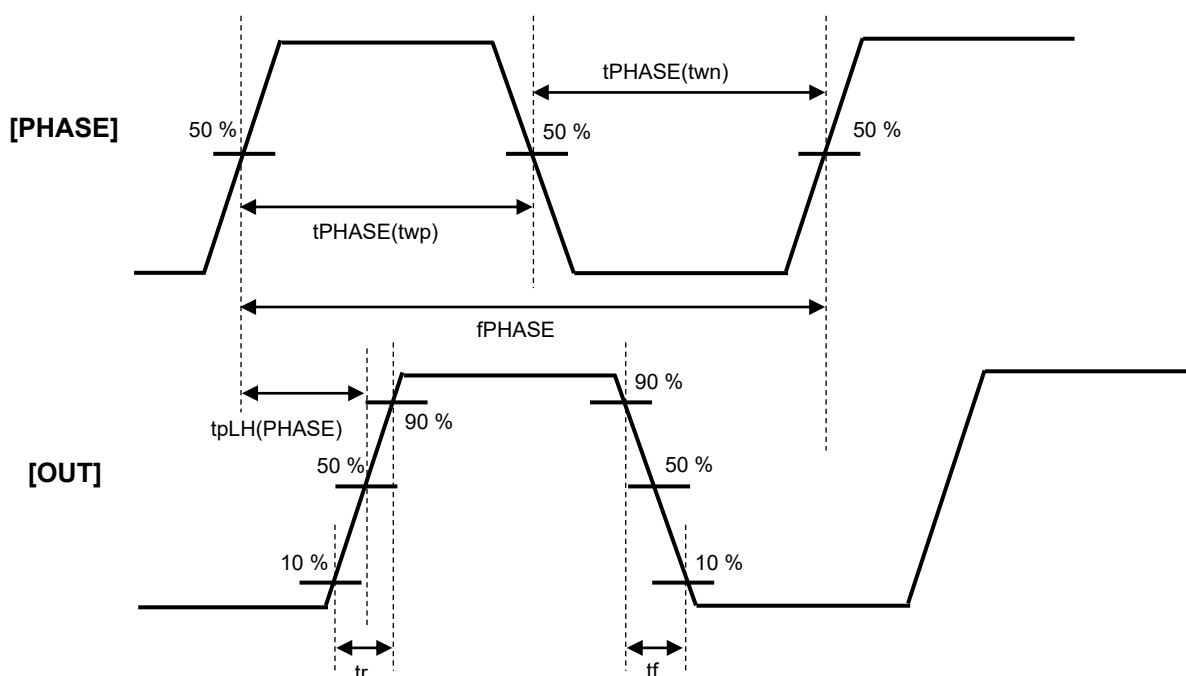 tPHASE(twn)
[PHASE]
50 %
50 %
50 %
tPHASE(twp)
fPHASE
90 %
tpLH(PHASE)
90 %
[OUT]
50 %
50 %
10 %
10 %
tr
tf